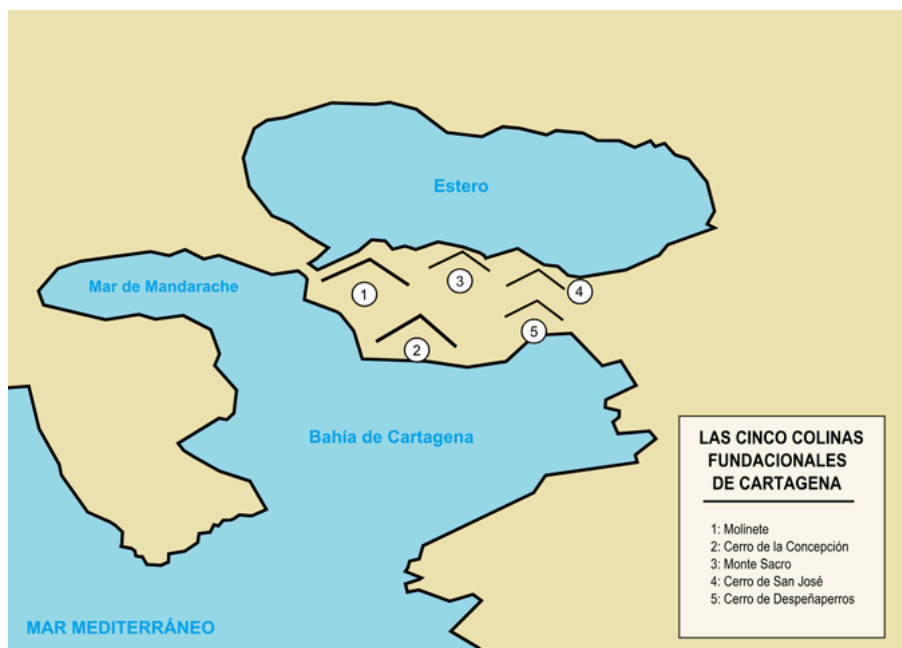 Estero
Mar de Mandarache
1
2
3
4
5
Bahía de Cartagena
MAR MEDITERRÁNEO
LAS CINCO COLINAS
FUNDACIONALES
DE CARTAGENA
1: Molinete
2: Cerro de la Concepción
3: Monte Sacro
4: Cerro de San José
5: Cerro de Despeñaperros